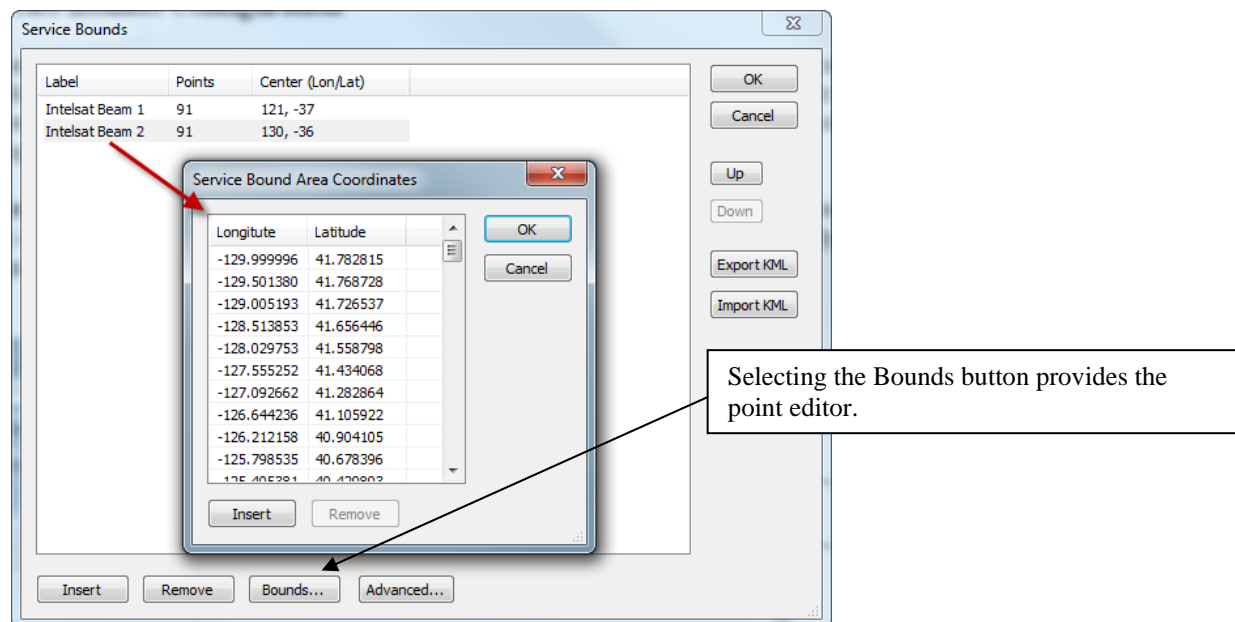 Service Bounds
Label Points Center (Lon/Lat)
Intelsat Beam 1 91 121, -37
Intelsat Beam 2 91 130, -36
OK
Cancel
Up
Down
Export KML
Import KML
Service Bound Area Coordinates
Longitute Latitude
-129.999996 41.782815
-129.501380 41.768728
-129.005193 41.726537
-128.513853 41.656446
-128.029753 41.558798
-127.555252 41.434068
-127.092662 41.282864
-126.644236 41.105922
-126.212158 40.904105
-125.798535 40.678396
OK
Cancel
Insert Remove
Selecting the Bounds button provides the
point editor.
Insert Remove Bounds... Advanced...